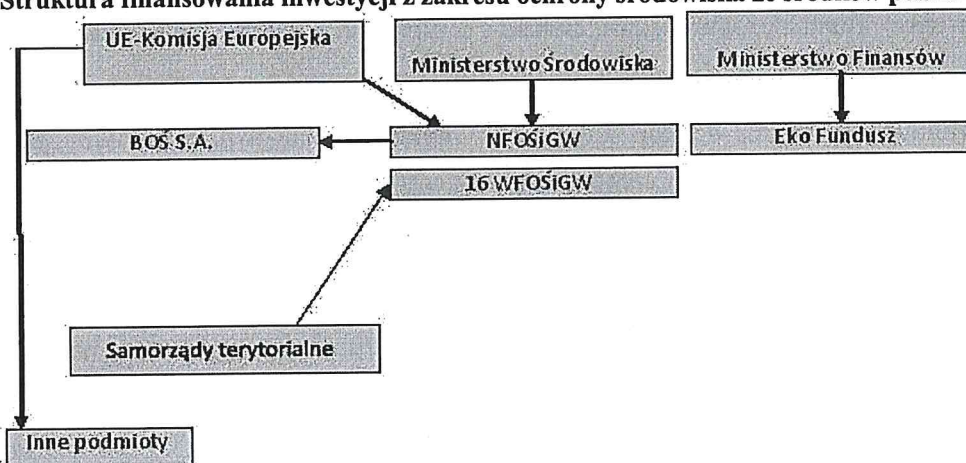 Struktura finansowania inwestycji z zakresu ochrony środowiska ze środków
UE-Komisja Europejska
Ministerstwo Środowiska
Ministerstwo Finansów
BOŚ S.A.
NFOŚiGW
Eko Fundusz
16 WFOŚiGW
Samorządy terytorialne
Inne podmioty